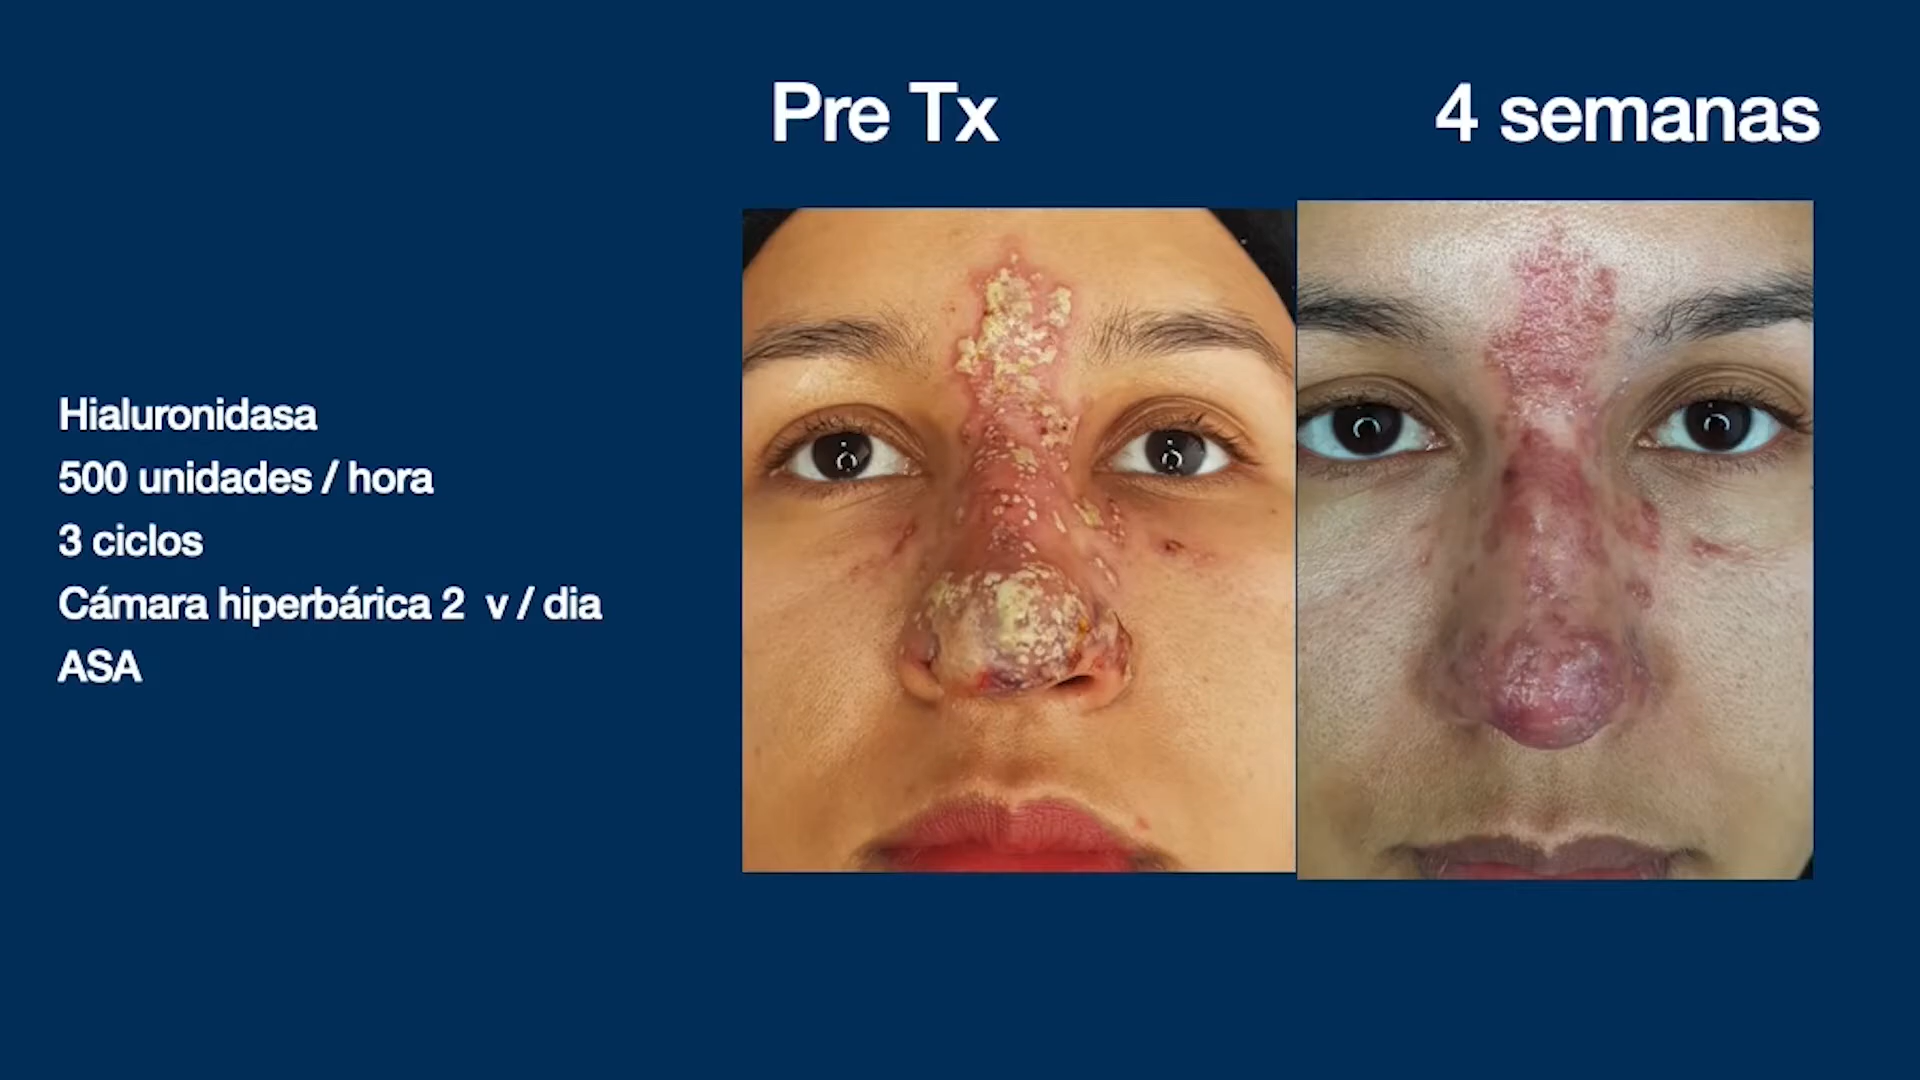 Pre Tx
4 semanas
Hialuronidasa
500 unidades / hora
3 ciclos
Cámara hiperbárica 2 v / dia
ASA